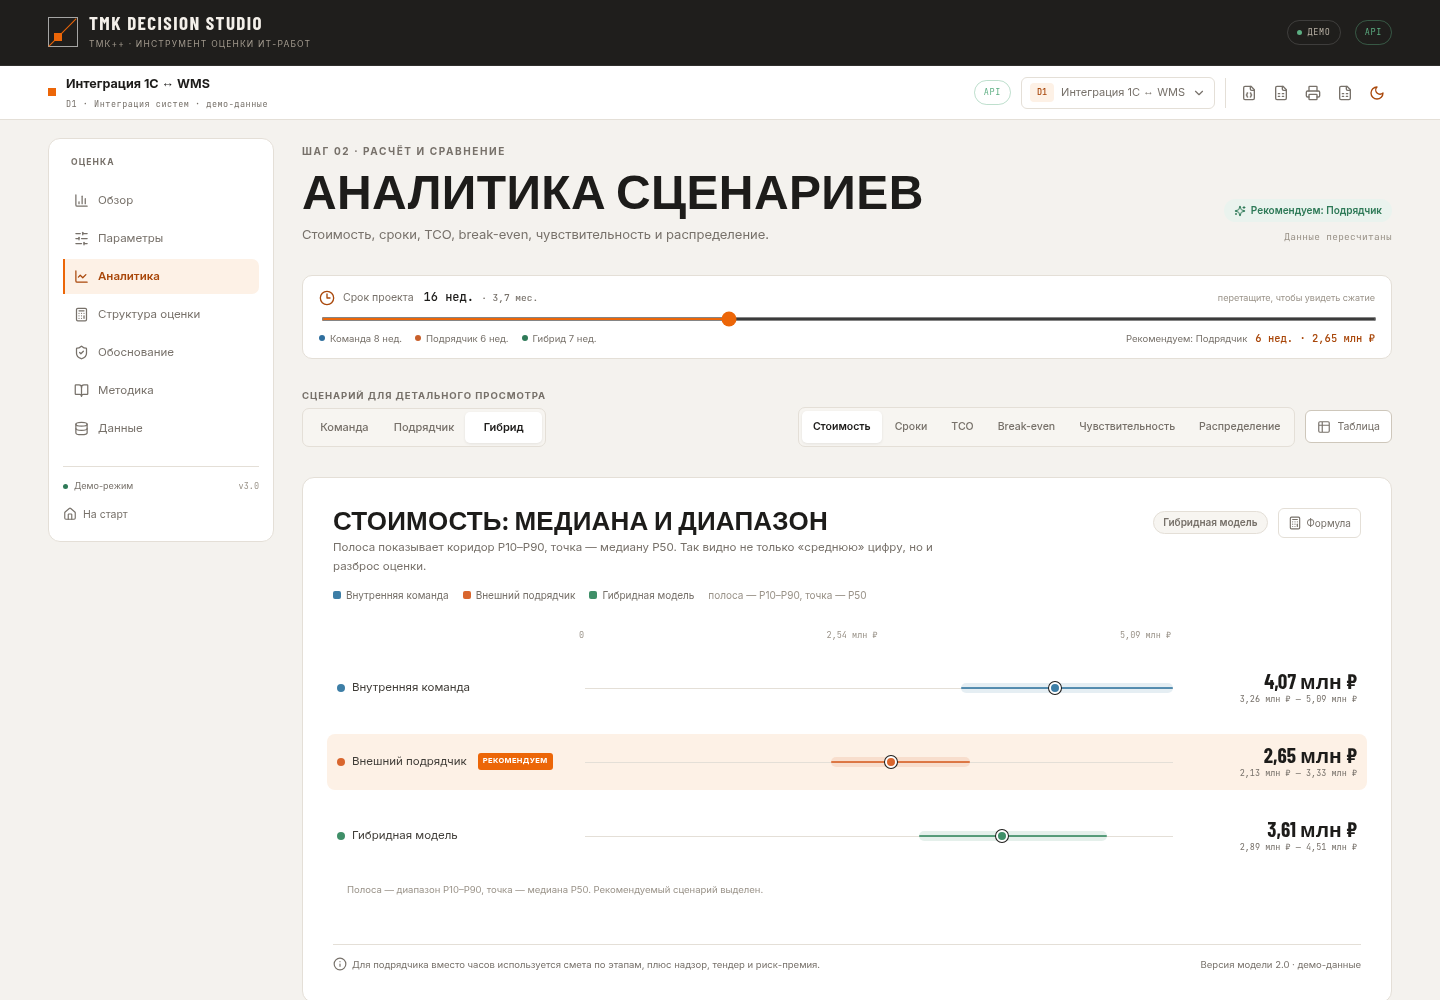 TMK DECISION STUDIO
ТМК++ · ИНСТРУМЕНТ ОЦЕНКИ ИТ-РАБОТ
ДЕМО
API
Интеграция 1С ↔ WMS
D1 · Интеграция систем · демо-данные
API
D1 Интеграция 1С ↔ WMS
ОЦЕНКА
Обзор
Параметры
Аналитика
Структура оценки
Обоснование
Методика
Данные
Демо-режим
v3.0
На старт
ШАГ 02 · РАСЧЁТ И СРАВНЕНИЕ
АНАЛИТИКА СЦЕНАРИЕВ
Стоимость, сроки, TCO, break-even, чувствительность и распределение.
Рекомендуем: Подрядчик
Данные пересчитаны
Срок проекта 16 нед. · 3,7 мес.
перетащите, чтобы увидеть сжатие
Команда 8 нед. Подрядчик 6 нед. Гибрид 7 нед.
Рекомендуем: Подрядчик 6 нед. · 2,65 млн ₽
СЦЕНАРИЙ ДЛЯ ДЕТАЛЬНОГО ПРОСМОТРА
Команда Подрядчик Гибрид
Стоимость Сроки TCO Break-even Чувствительность Распределение
Таблица
СТОИМОСТЬ: МЕДИАНА И ДИАПАЗОН
Гибридная модель
Формула
Полоса показывает коридор P10–P90, точка — медиану P50. Так видно не только «среднюю» цифру, но и
разброс оценки.
Внутренняя команда Внешний подрядчик Гибридная модель полоса — P10–P90, точка — P50
0 2,54 млн ₽ 5,09 млн ₽
Внутренняя команда
4,07 млн ₽
3,26 млн ₽ — 5,09 млн ₽
Внешний подрядчик РЕКОМЕНДУЕМ
2,65 млн ₽
2,13 млн ₽ — 3,33 млн ₽
Гибридная модель
3,61 млн ₽
2,89 млн ₽ — 4,51 млн ₽
Полоса — диапазон P10–P90, точка — медиана P50. Рекомендуемый сценарий выделен.
Для подрядчика вместо часов используется смета по этапам, плюс надзор, тендер и риск-премия.
Версия модели 2.0 · демо-данные